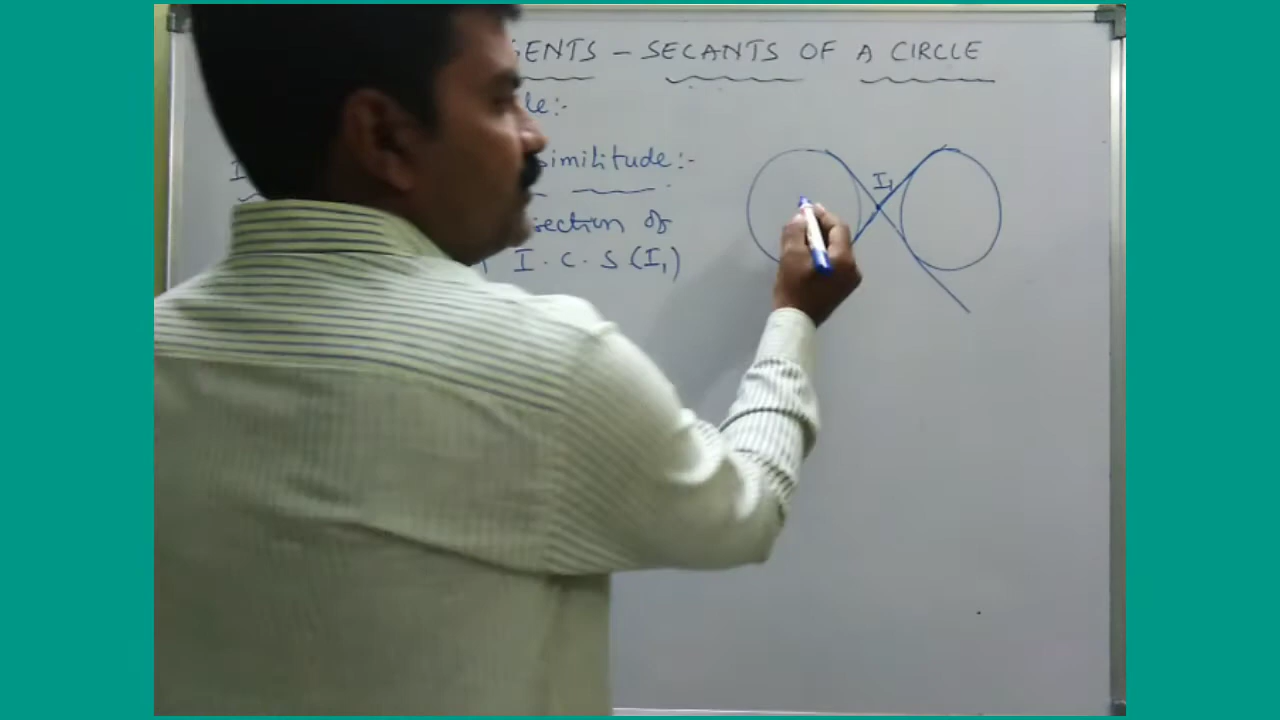 GENTS – SECANTS OF A CIRCLE
le:-
similitude:-
section of
I.C.S (I₁)
I₁